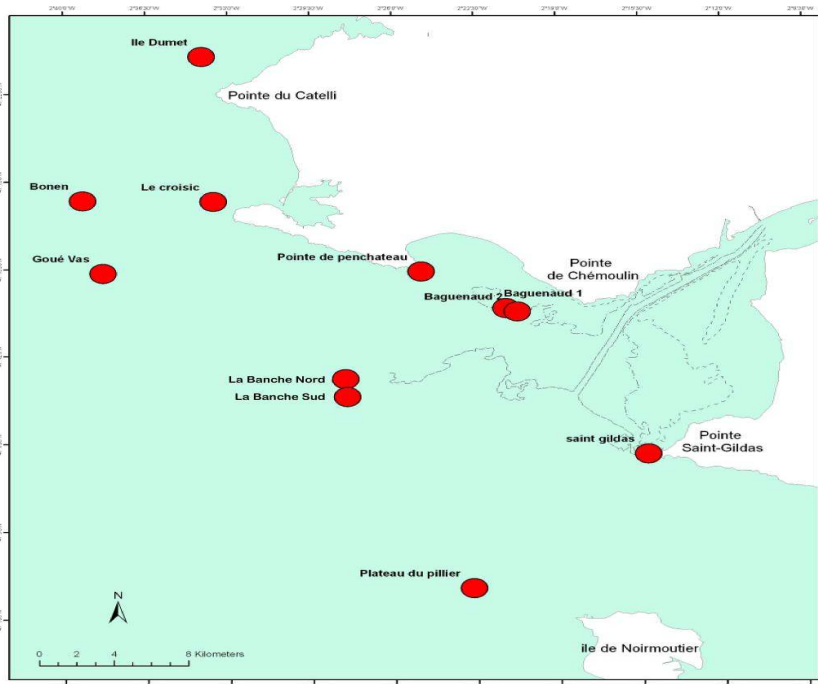 Ile Dumet
Pointe du Catelli
Bonen
Le croisic
Goué Vas
Pointe de penchateau
Pointe
de Chémoulin
Baguenaud 2
Baguenaud 1
La Banche Nord
La Banche Sud
saint gildas
Pointe
Saint-Gildas
Plateau du pillier
ile de Noirmoutier
N
0 2 4 8 Kilometers